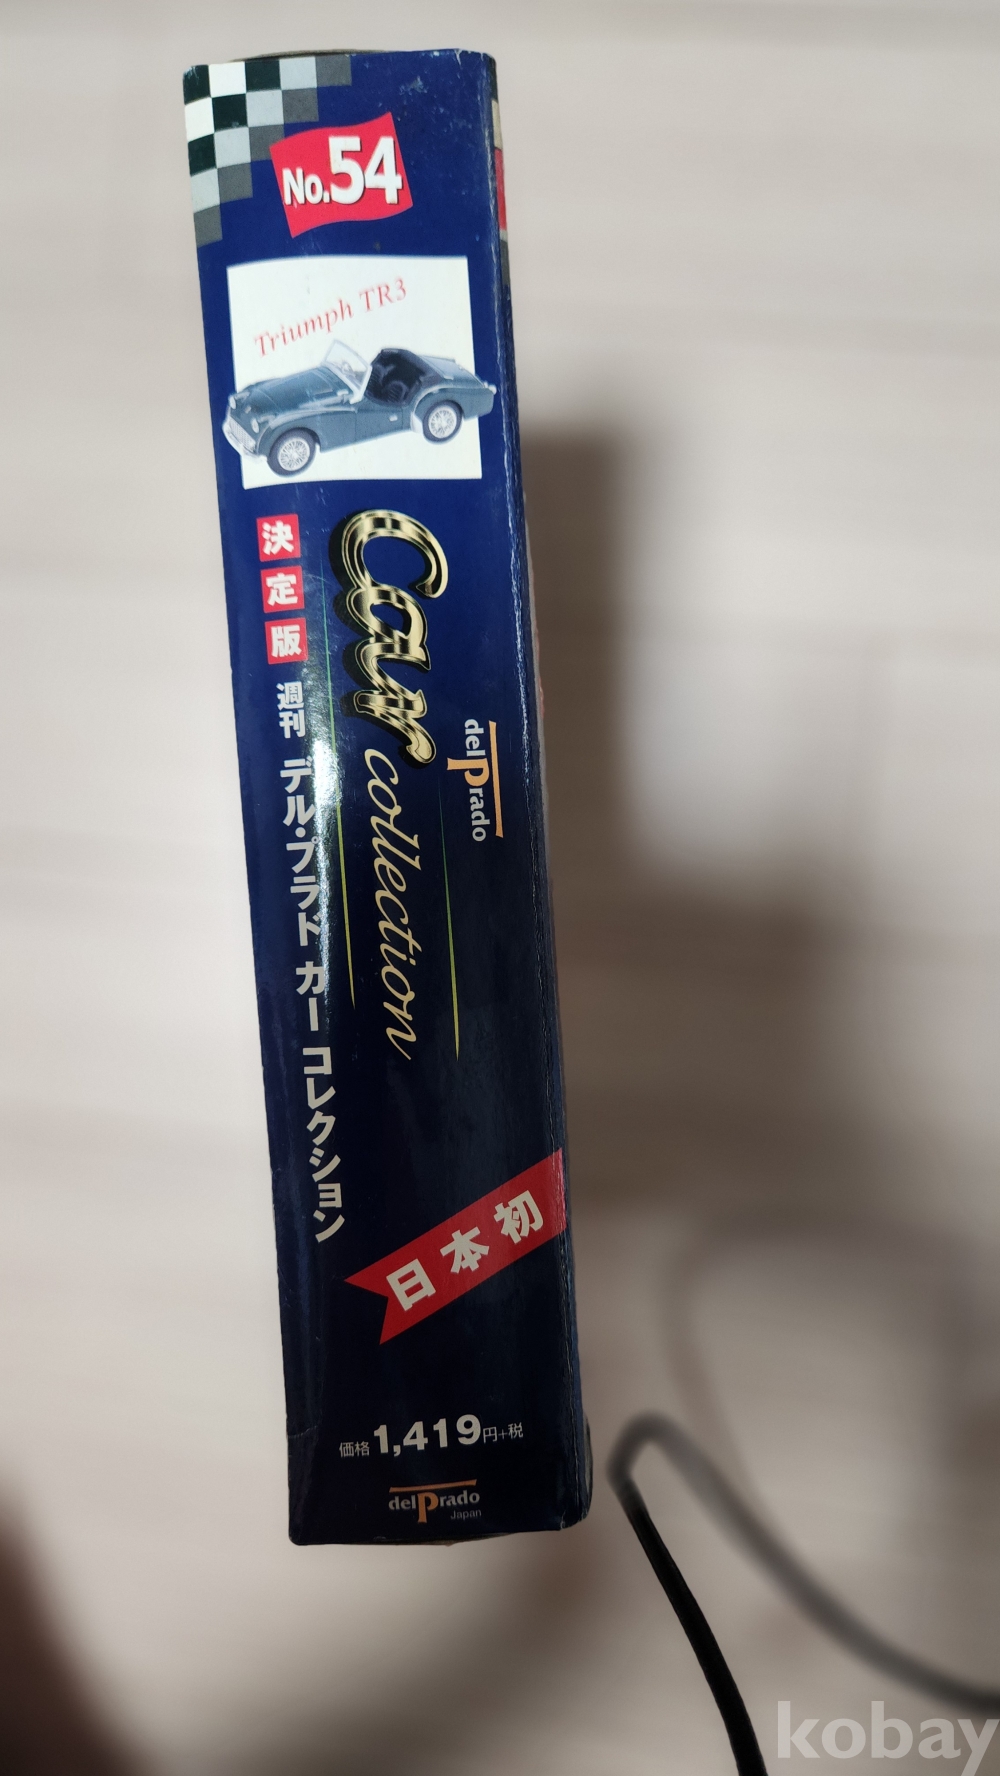 No.54
Triumph TR3
Car collection
del Prado
決定版
週刊 デル・プラド カー コレクション
日本初
価格1,419円+税
del Prado
Japan
kobay